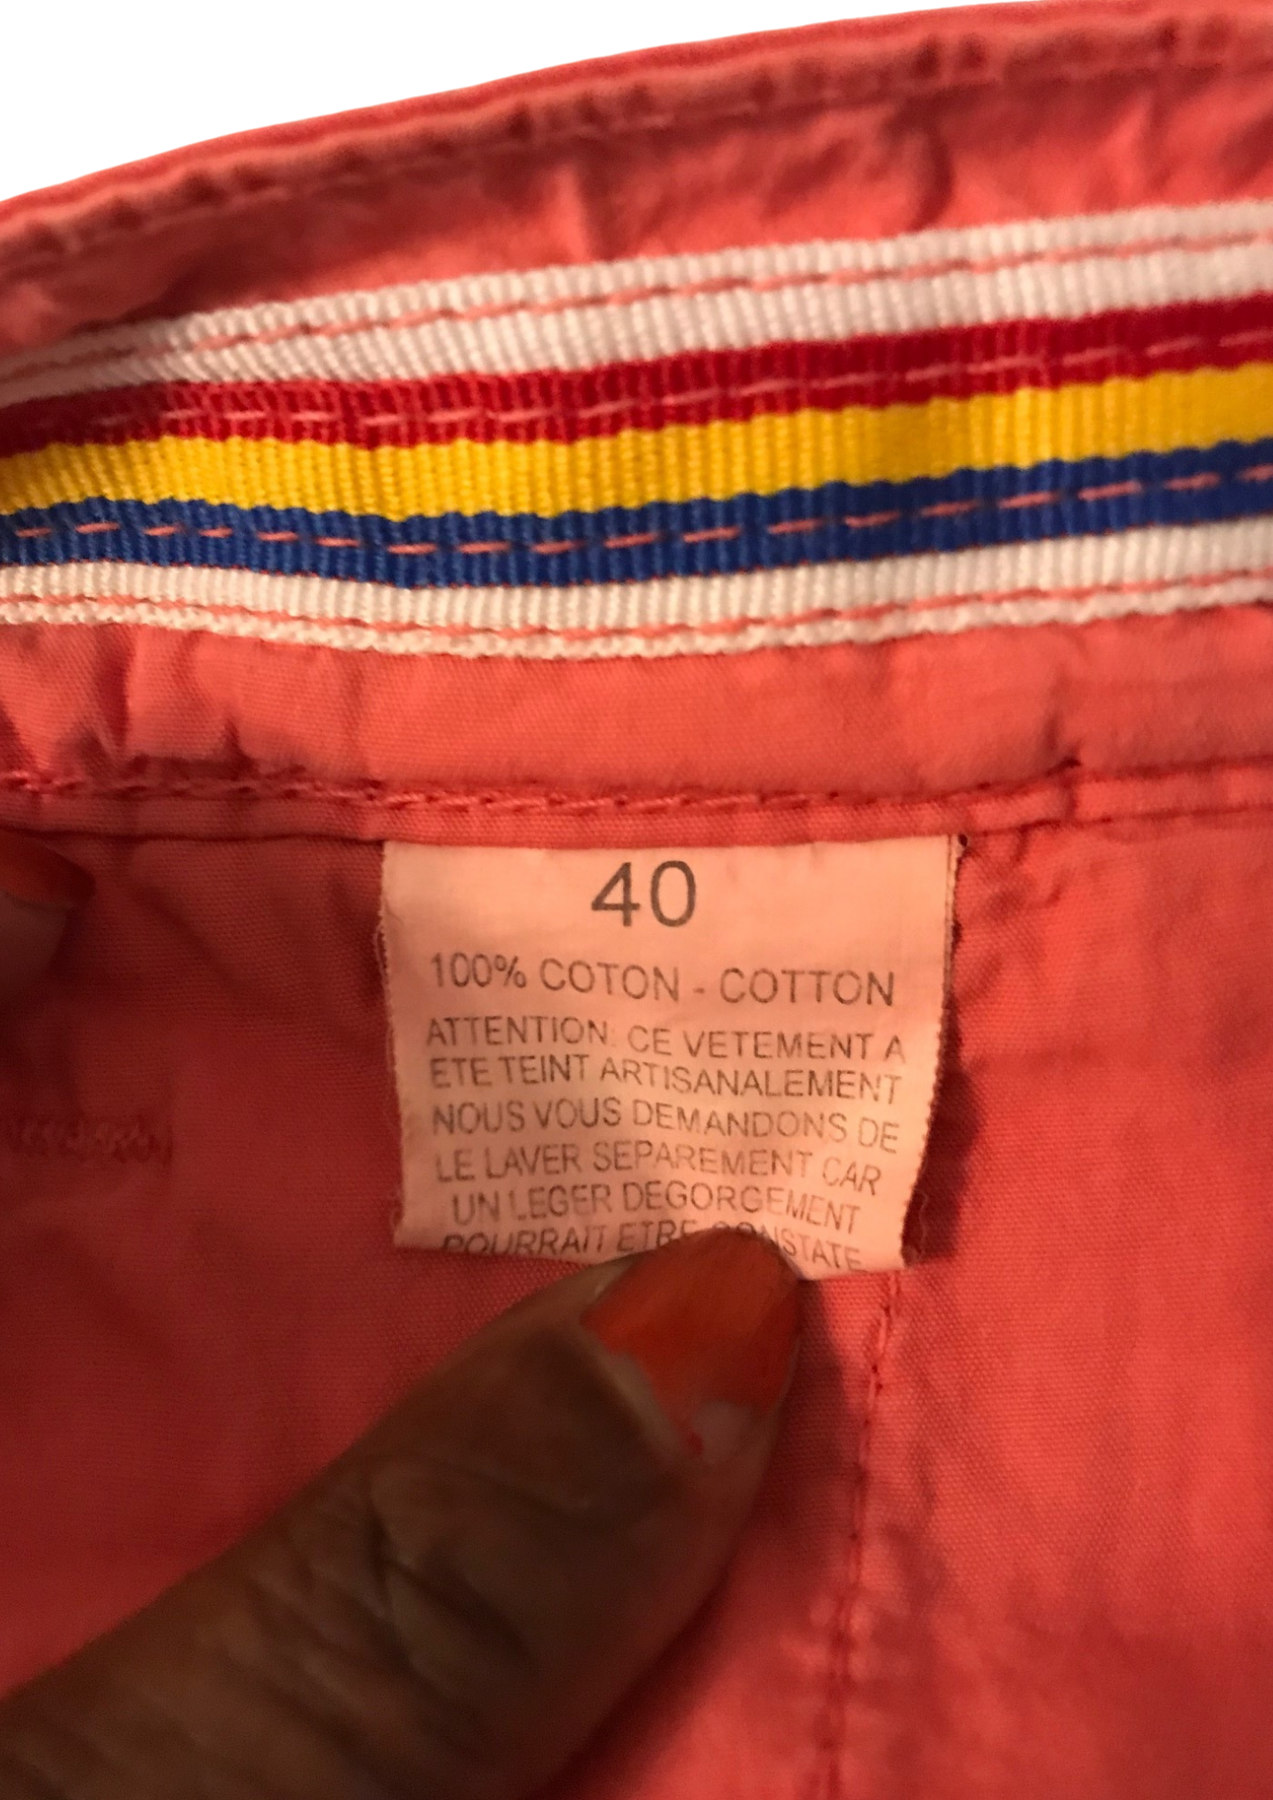 40
100% COTON - COTTON
ATTENTION: CE VETEMENT A
ETE TEINT ARTISANALEMENT
NOUS VOUS DEMANDONS DE
LE LAVER SEPAREMENT CAR
UN LEGER DEGORGEMENT
POURRAIT ETRE CONSTATE